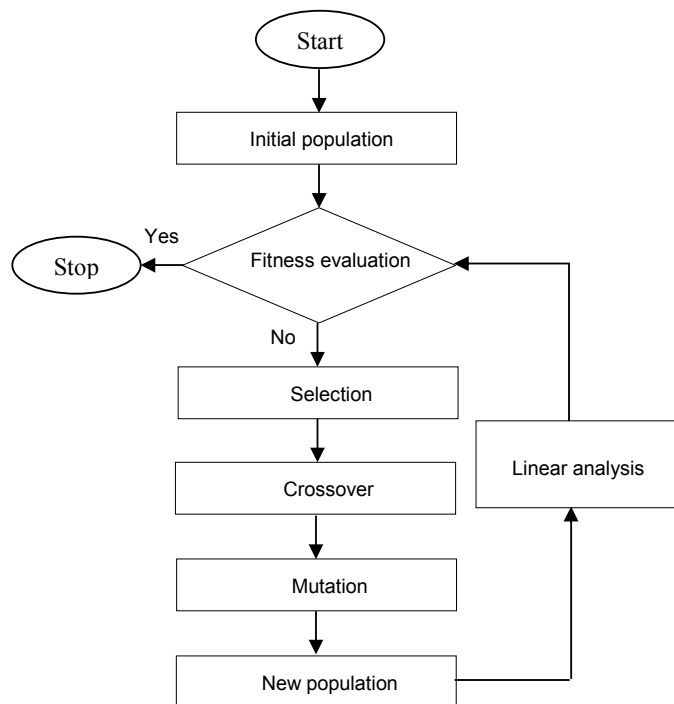 Start
Initial population
Yes
Fitness evaluation
Stop
No
Selection
Linear analysis
Crossover
Mutation
New population